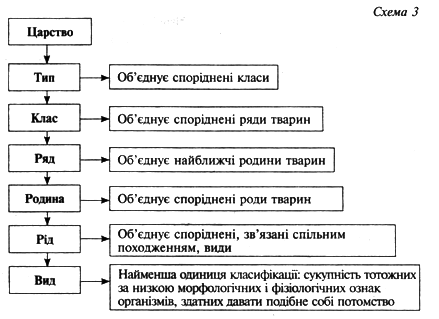 Схема 3
Царство
Тип
Об’єднує споріднені класи
Клас
Об’єднує споріднені ряди тварин
Ряд
Об’єднує найближчі родини тварин
Родина
Об’єднує споріднені роди тварин
Рід
Об’єднує споріднені, зв’язані спільним
походженням, види
Вид
Найменша одиниця класифікації: сукупність тотожних
за низкою морфологічних і фізіологічних ознак
організмів, здатних давати подібне собі потомство